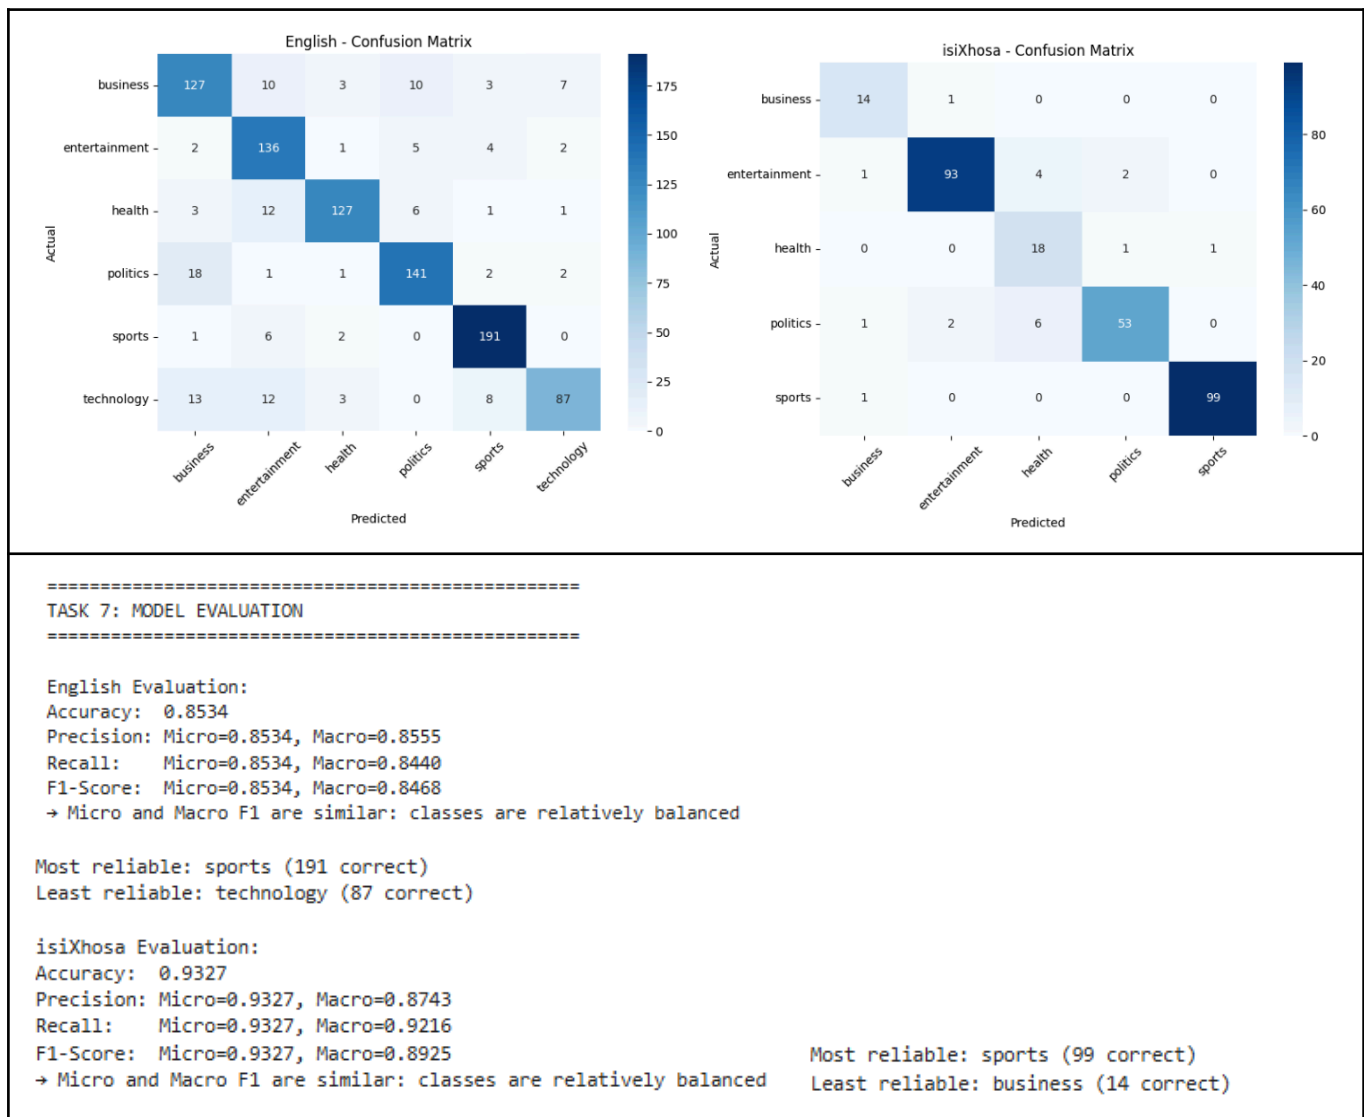 English - Confusion Matrix
business
127 10 3 10 3 7
entertainment
2 136 1 5 4 2
health
3 12 127 6 1 1
politics
18 1 1 141 2 2
sports
1 6 2 0 191 0
technology
13 12 3 0 8 87
Actual
business entertainment health politics sports technology
Predicted
175
150
125
100
75
50
25
0
isiXhosa - Confusion Matrix
business
14 1 0 0 0
entertainment
1 93 4 2 0
health
0 0 18 1 1
politics
1 2 6 53 0
sports
1 0 0 0 99
Actual
business entertainment health politics sports
Predicted
80
60
40
20
0
==================================================
TASK 7: MODEL EVALUATION
==================================================
English Evaluation:
Accuracy: 0.8534
Precision: Micro=0.8534, Macro=0.8555
Recall: Micro=0.8534, Macro=0.8440
F1-Score: Micro=0.8534, Macro=0.8468
→ Micro and Macro F1 are similar: classes are relatively balanced
Most reliable: sports (191 correct)
Least reliable: technology (87 correct)
isiXhosa Evaluation:
Accuracy: 0.9327
Precision: Micro=0.9327, Macro=0.8743
Recall: Micro=0.9327, Macro=0.9216
F1-Score: Micro=0.9327, Macro=0.8925
→ Micro and Macro F1 are similar: classes are relatively balanced
Most reliable: sports (99 correct)
Least reliable: business (14 correct)